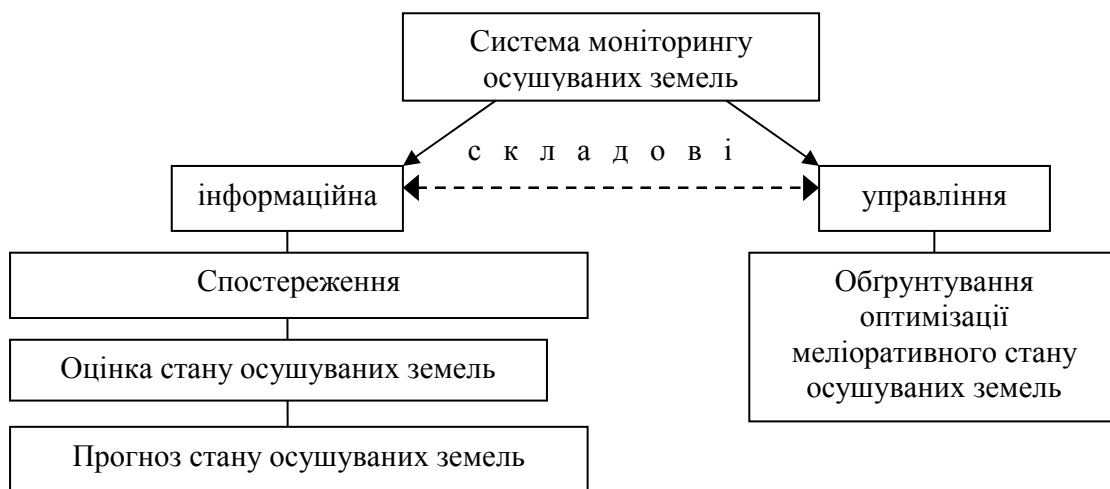 Система моніторингу
осушуваних земель
с к л а д о в і
інформаційна
управління
Спостереження
Оцінка стану осушуваних земель
Прогноз стану осушуваних земель
Обґрунтування
оптимізації
меліоративного стану
осушуваних земель